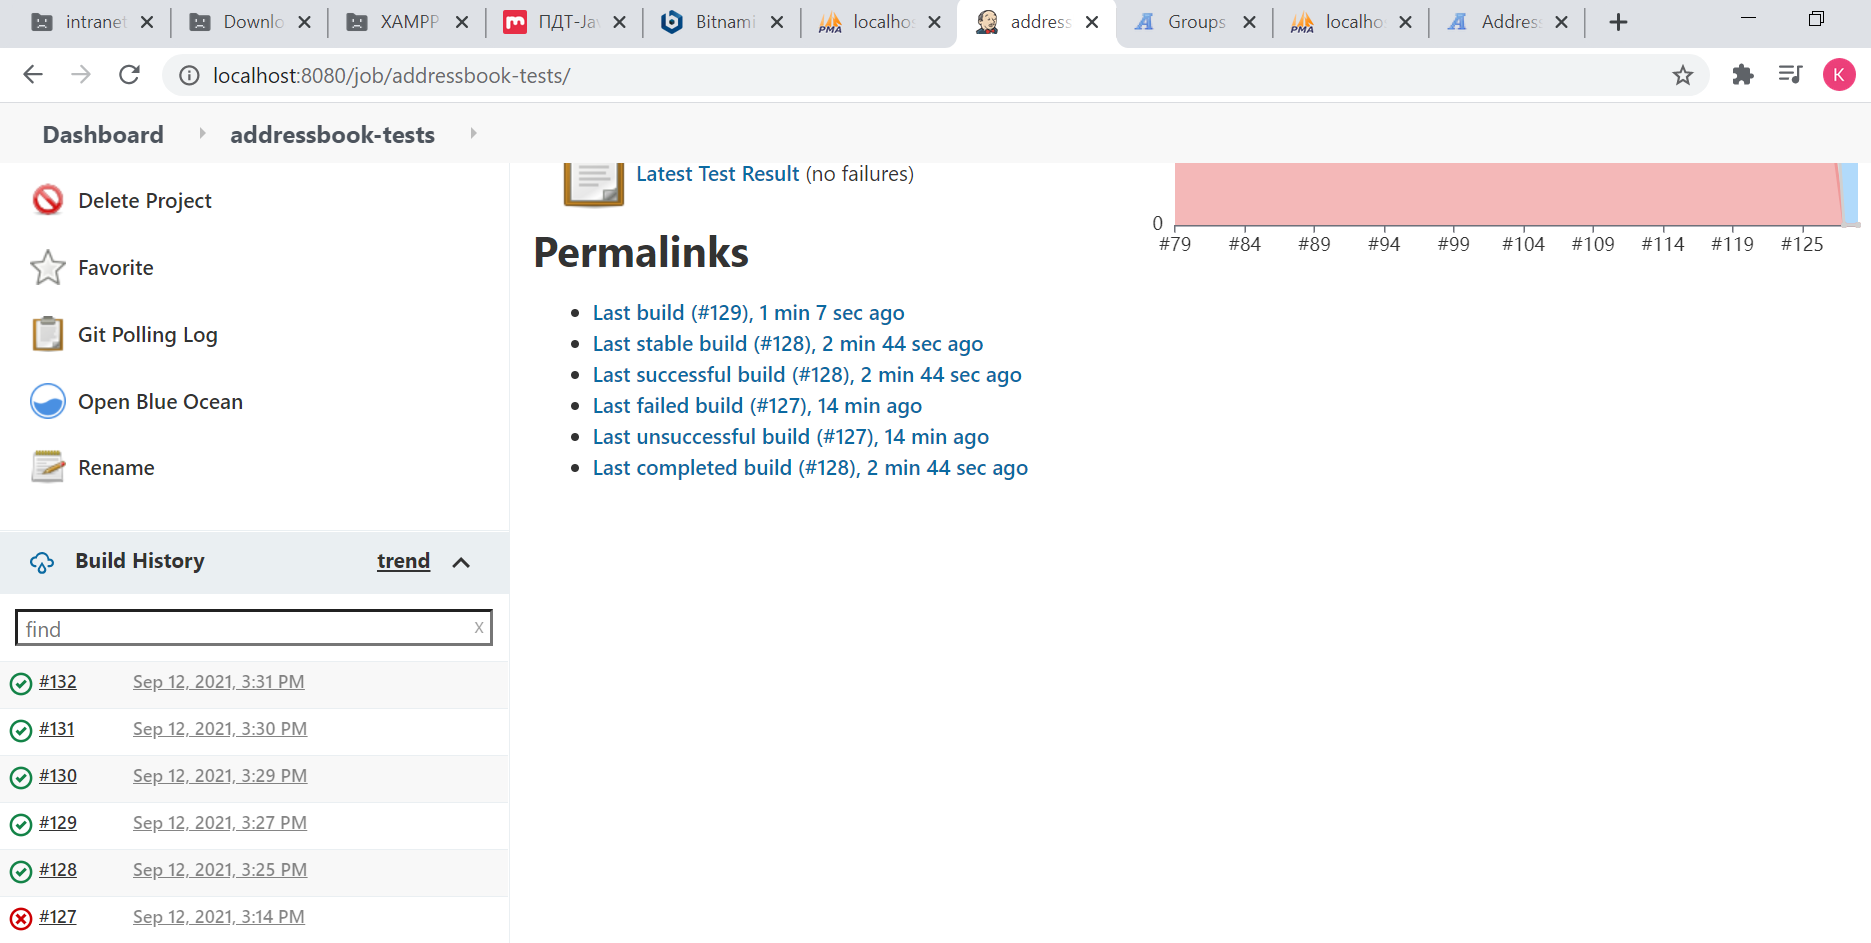 intranet
Downlo
XAMPP
ПДТ-Ja
Bitnami
PMA
localhos
address
Groups
PMA
localho
Addres
localhost:8080/job/addressbook-tests/
K
Dashboard
addressbook-tests
Delete Project
Favorite
Git Polling Log
Open Blue Ocean
Rename
Build History
trend
find
x
#132 Sep 12, 2021, 3:31 PM
#131 Sep 12, 2021, 3:30 PM
#130 Sep 12, 2021, 3:29 PM
#129 Sep 12, 2021, 3:27 PM
#128 Sep 12, 2021, 3:25 PM
#127 Sep 12, 2021, 3:14 PM
Latest Test Result (no failures)
Permalinks
Last build (#129), 1 min 7 sec ago
Last stable build (#128), 2 min 44 sec ago
Last successful build (#128), 2 min 44 sec ago
Last failed build (#127), 14 min ago
Last unsuccessful build (#127), 14 min ago
Last completed build (#128), 2 min 44 sec ago
0
#79 #84 #89 #94 #99 #104 #109 #114 #119 #125